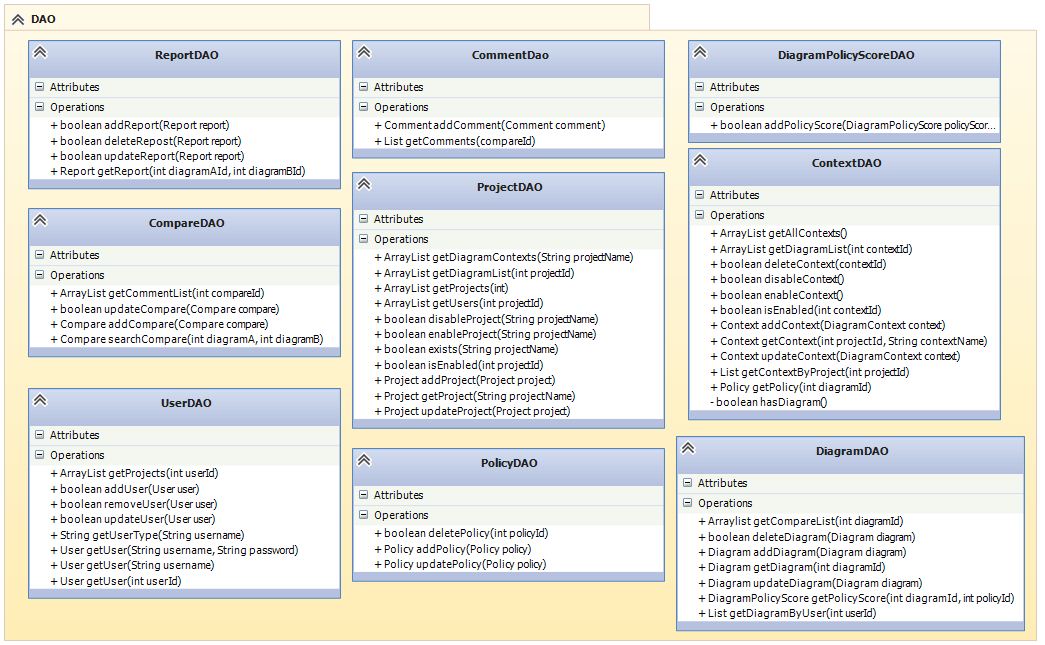 DAO
ReportDAO
Attributes
Operations
+ boolean addReport(Report report)
+ boolean deleteRepost(Report report)
+ boolean updateReport(Report report)
+ Report getReport(int diagramAId, int diagramBId)
CompareDAO
Attributes
Operations
+ ArrayList getCommentList(int compareId)
+ boolean updateCompare(Compare compare)
+ Compare addCompare(Compare compare)
+ Compare searchCompare(int diagramA, int diagramB)
UserDAO
Attributes
Operations
+ ArrayList getProjects(int userId)
+ boolean addUser(User user)
+ boolean removeUser(User user)
+ boolean updateUser(User user)
+ String getUserType(String username)
+ User getUser(String username, String password)
+ User getUser(String username)
+ User getUser(int userId)
CommentDao
Attributes
Operations
+ Comment addComment(Comment comment)
+ List getComments(compareId)
ProjectDAO
Attributes
Operations
+ ArrayList getDiagramContexts(String projectName)
+ ArrayList getDiagramList(int projectId)
+ ArrayList getProjects(int)
+ ArrayList getUsers(int projectId)
+ boolean disableProject(String projectName)
+ boolean enableProject(String projectName)
+ boolean exists(String projectName)
+ boolean isEnabled(int projectId)
+ Project addProject(Project project)
+ Project getProject(String projectName)
+ Project updateProject(Project project)
PolicyDAO
Attributes
Operations
+ boolean deletePolicy(int policyId)
+ Policy addPolicy(Policy policy)
+ Policy updatePolicy(Policy policy)
DiagramPolicyScoreDAO
Attributes
Operations
+ boolean addPolicyScore(DiagramPolicyScore policyScor...
ContextDAO
Attributes
Operations
+ ArrayList getAllContexts()
+ ArrayList getDiagramList(int contextId)
+ boolean deleteContext(contextId)
+ boolean disableContext()
+ boolean enableContext()
+ boolean isEnabled(int contextId)
+ Context addContext(DiagramContext context)
+ Context getContext(int projectId, String contextName)
+ Context updateContext(DiagramContext context)
+ List getContextByProject(int projectId)
+ Policy getPolicy(int diagramId)
- boolean hasDiagram()
DiagramDAO
Attributes
Operations
+ Arraylist getCompareList(int diagramId)
+ boolean deleteDiagram(Diagram diagram)
+ Diagram addDiagram(Diagram diagram)
+ Diagram getDiagram(int diagramId)
+ Diagram updateDiagram(Diagram diagram)
+ DiagramPolicyScore getPolicyScore(int diagramId, int policyId)
+ List getDiagramByUser(int userId)